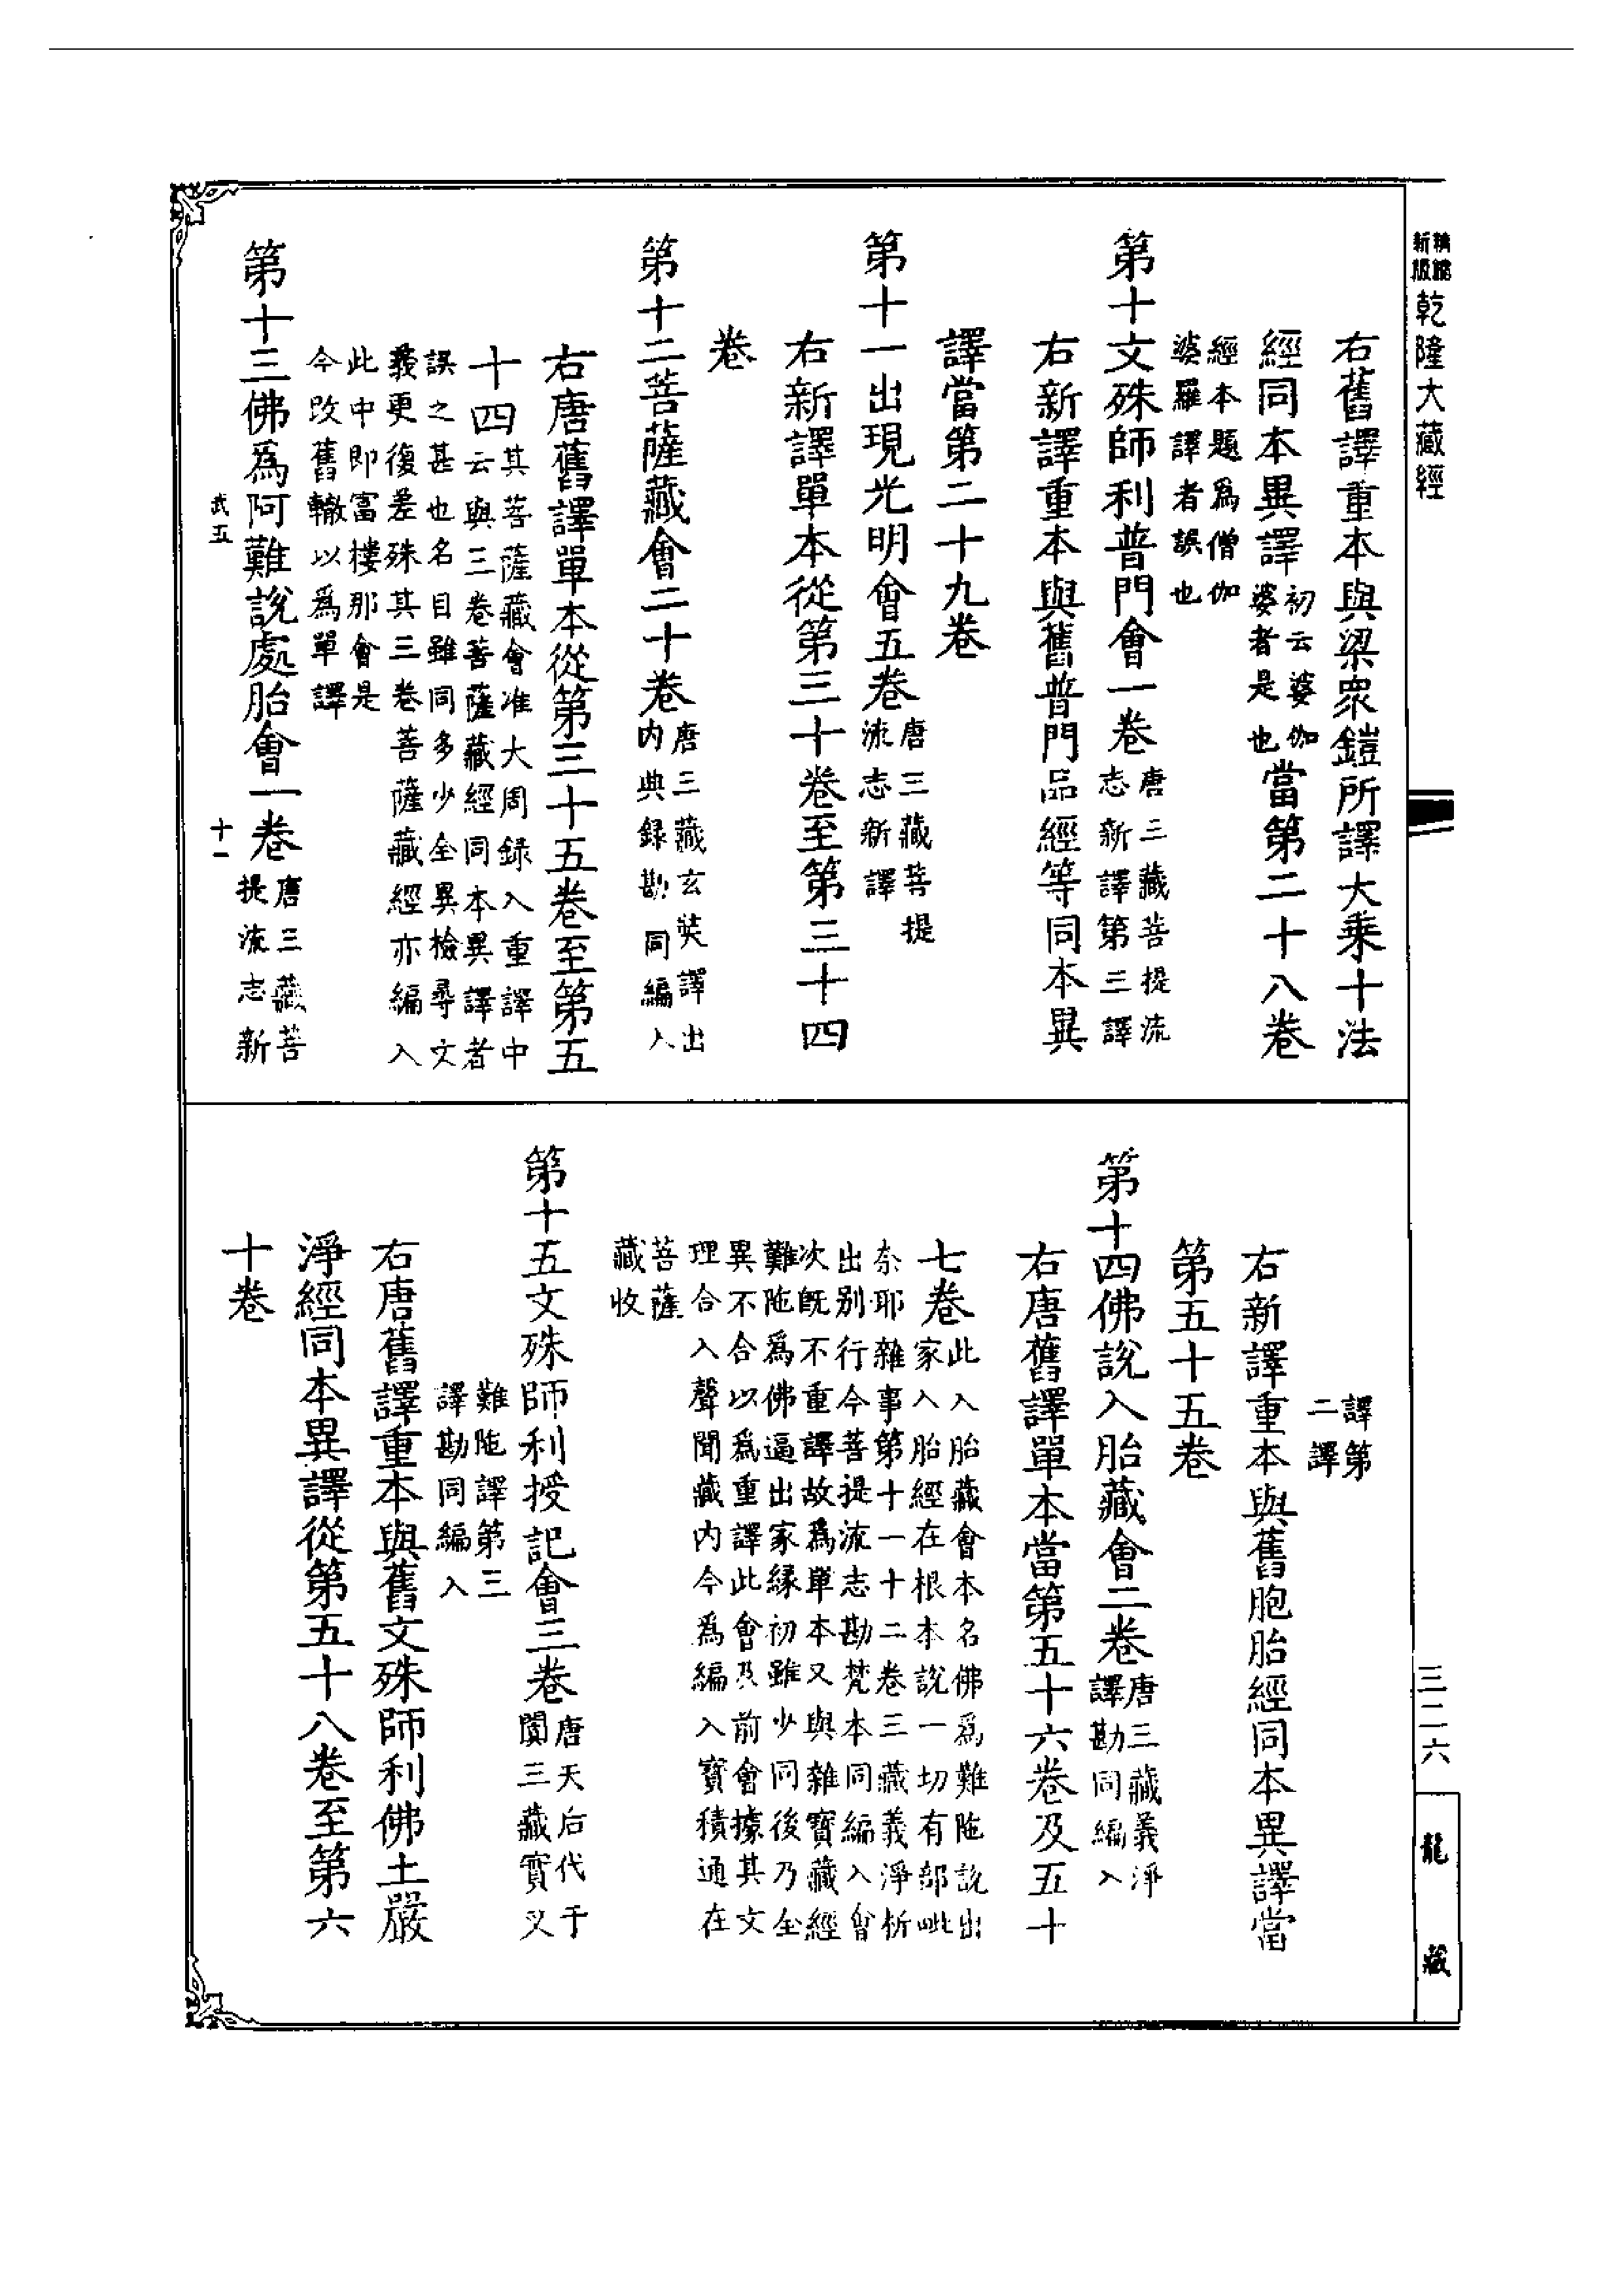 精縮新版乾隆大藏經
右舊譯重本與梁眾鎧所譯大乘十法
經同本異譯初云婆伽婆者是也當第二十八卷
經本題為僧伽
婆羅譯者誤也
第十文殊師利普門會一卷唐三藏菩提流志新譯第三譯
右新譯重本與舊普門品經等同本異
譯當第二十九卷
第十一出現光明會五卷唐三藏菩提流志新譯
右新譯單本從第三十卷至第三十四
卷
第十二菩薩藏會二十卷唐三藏玄奘譯出內典録勘同編入
右唐舊譯單本從第三十五卷至第五
十四其菩薩藏會准大周録入重譯中云與三卷菩薩藏經同本異譯者
誤之甚也名目雖同多少全異檢尋文
義更復差殊其三卷菩薩藏經亦編入
此中即富樓那會是
今改舊轍以為單譯
第十三佛為阿難說處胎會一卷唐三藏菩提流志新
武五 十一
譯第
二譯
右新譯重本與舊胞胎經同本異譯當
第五十五卷
第十四佛說入胎藏會二卷唐三藏義淨譯勘同編入
右唐舊譯單本當第五十六卷及五十
七卷此入胎藏會本名佛為難陁說出家入胎經在根本說一切有部毗
奈耶雜事第十一十二卷三藏義淨析
出別行今菩提流志勘梵本同編入會
次既不重譯故為單本又與雜寶藏經
難陁為佛逼出家緣初雖少同後乃全
異不合以為重譯此會及前會據其文
理合入聲聞藏內今為編入寶積通在
菩薩
藏收
第十五文殊師利授記會三卷唐天后代于闐三藏實叉
難陁譯第三
譯勘同編入
右唐舊譯重本與舊文殊師利佛土嚴
淨經同本異譯從第五十八卷至第六
十卷
三二六
龍藏